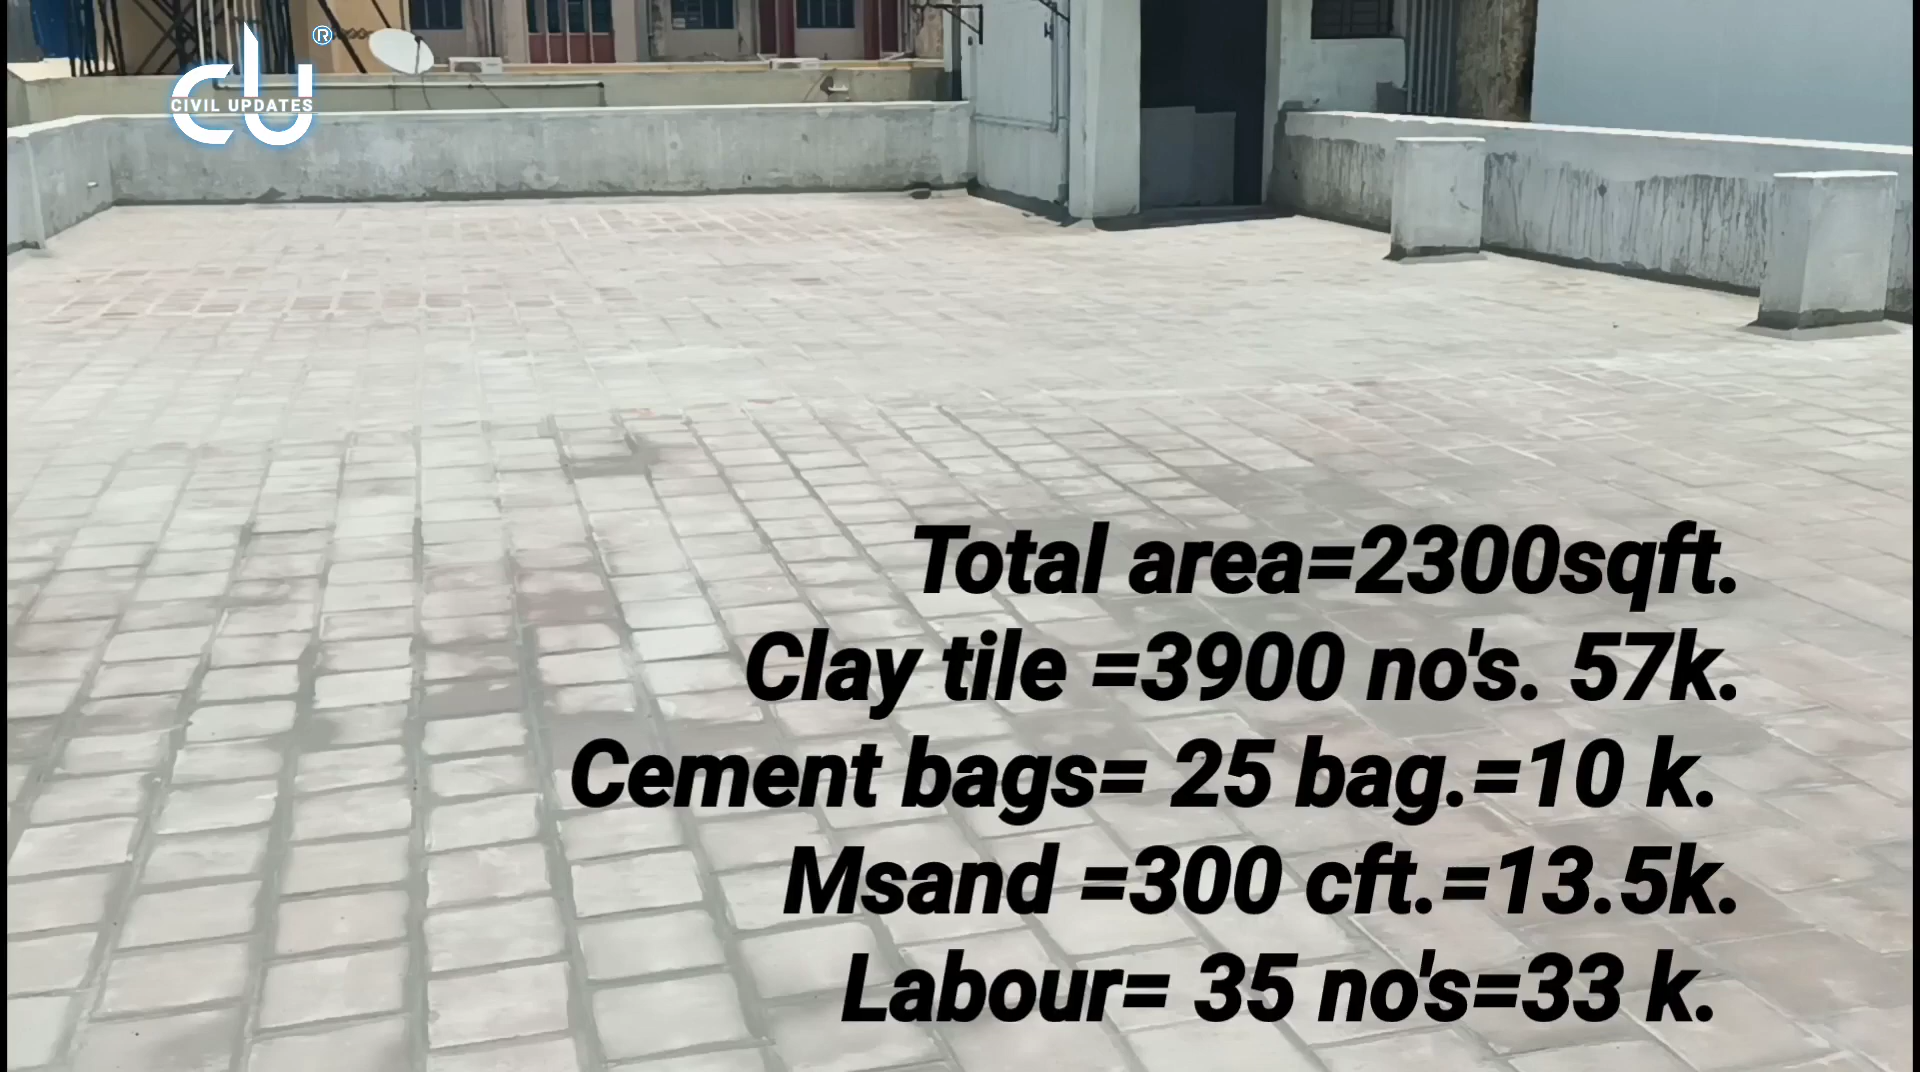 ®
CIVIL UPDATES
Total area=2300sqft.
Clay tile =3900 no's. 57k.
Cement bags= 25 bag.=10 k.
Msand =300 cft.=13.5k.
Labour= 35 no's=33 k.